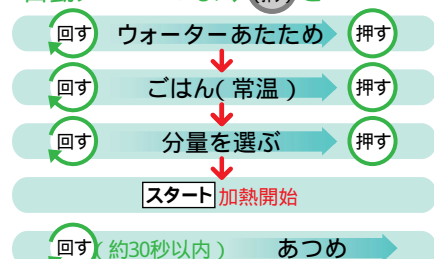 回す ウォーターあたため 押す
回す ごはん(常温) 押す
回す 分量を選ぶ 押す
スタート 加熱開始
回す (約30秒以内) あつめ